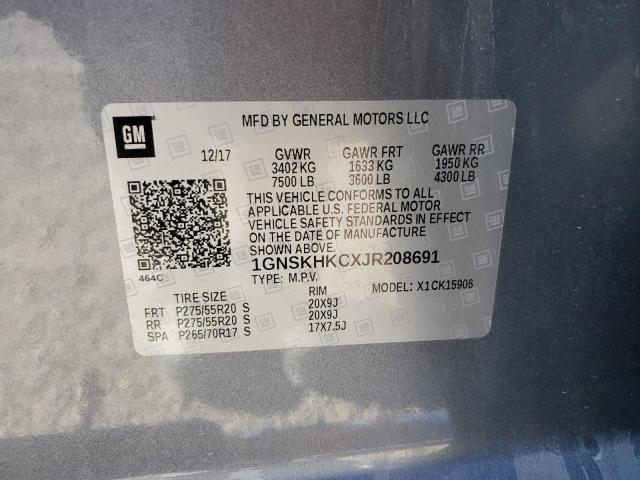 GM
MFD BY GENERAL MOTORS LLC
12/17 GVWR GAWR FRT GAWR RR
3402 KG 1633 KG 1950 KG
7500 LB 3600 LB 4300 LB
THIS VEHICLE CONFORMS TO ALL
APPLICABLE U.S. FEDERAL MOTOR
VEHICLE SAFETY STANDARDS IN EFFECT
ON THE DATE OF MANUFACTURE
SHOWN ABOVE.
464C
1GNSKHKCXJR208691
TYPE: M.P.V. MODEL: X1CK15906
TIRE SIZE RIM
FRT P275/55R20 S 20X9J
RR P275/55R20 S 20X9J
SPA P265/70R17 S 17X7.5J